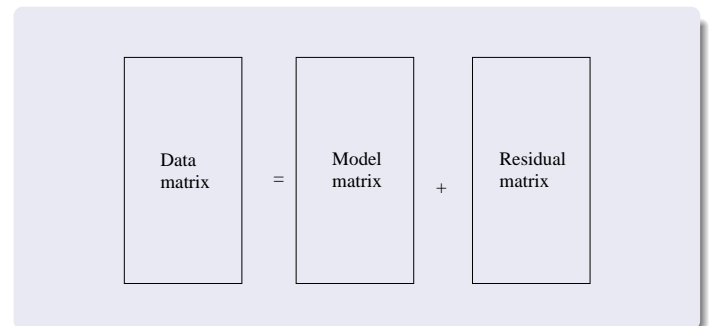 Data
matrix
=
Model
matrix
+
Residual
matrix